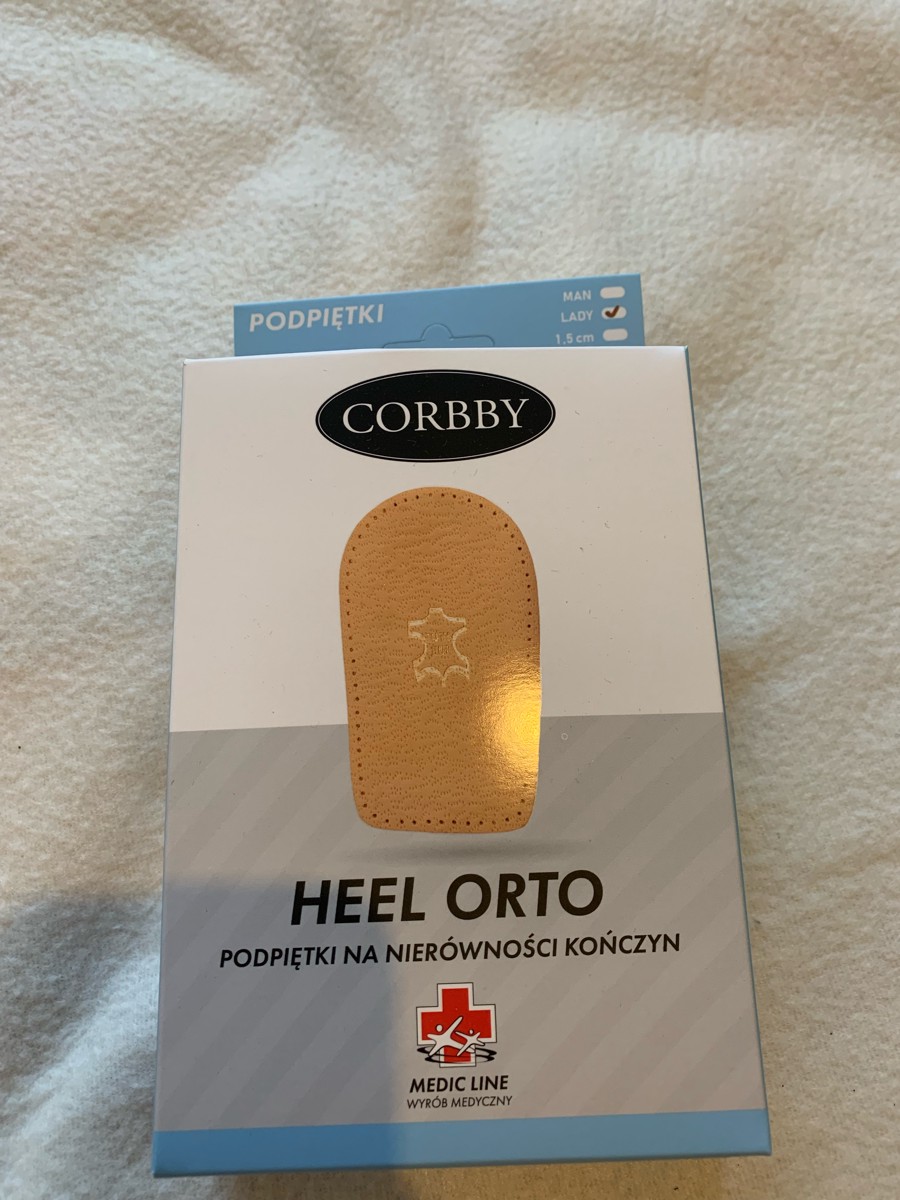 PODPIĘTKI
MAN
LADY
1,5 cm
CORBBY
HEEL ORTO
PODPIĘTKI NA NIERÓWNOŚCI KOŃCZYN
MEDIC LINE
WYRÓB MEDYCZNY